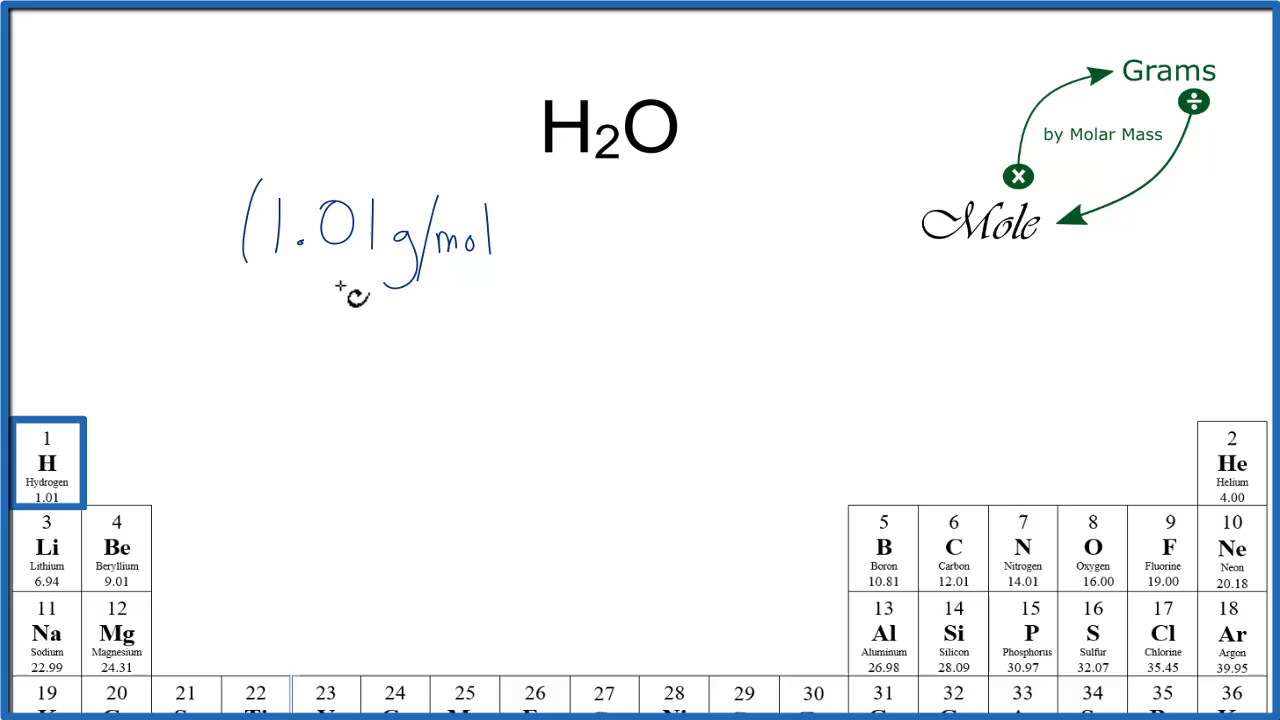 Grams
÷
H₂O
by Molar Mass
×
Mole
(1.01g/mol
1
H
Hydrogen
1.01
2
He
Helium
4.00
3
Li
Lithium
6.94
4
Be
Beryllium
9.01
5
B
Boron
10.81
6
C
Carbon
12.01
7
N
Nitrogen
14.01
8
O
Oxygen
16.00
9
F
Fluorine
19.00
10
Ne
Neon
20.18
11
Na
Sodium
22.99
12
Mg
Magnesium
24.31
13
Al
Aluminum
26.98
14
Si
Silicon
28.09
15
P
Phosphorus
30.97
16
S
Sulfur
32.07
17
Cl
Chlorine
35.45
18
Ar
Argon
39.95
19 20 21 22 23 24 25 26 27 28 29 30 31 32 33 34 35 36